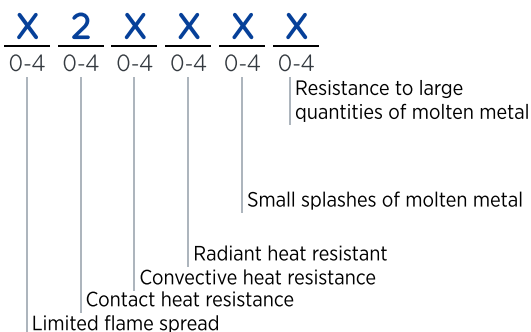 X 2 X X X X
0-4 0-4 0-4 0-4 0-4 0-4
Resistance to large
quantities of molten metal
Small splashes of molten metal
Radiant heat resistant
Convective heat resistance
Contact heat resistance
Limited flame spread